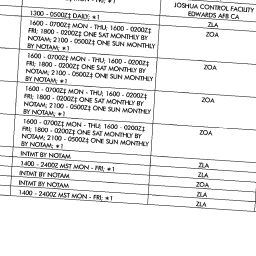 FRI; *1
JOSHUA CONTROL FACILITY
EDWARDS AFB CA
1300 - 0500Z‡ DAILY; *1
ZLA
1600 - 0700Z‡ MON - THU; 1600 - 0200Z‡
FRI; 1800 - 0200Z‡ ONE SAT MONTHLY BY
NOTAM; 2100 - 0500Z‡ ONE SUN MONTHLY
BY NOTAM; *1
ZOA
1600 - 0700Z‡ MON - THU; 1600 - 0200Z‡
FRI; 1800 - 0200Z‡ ONE SAT MONTHLY BY
NOTAM; 2100 - 0500Z‡ ONE SUN MONTHLY
BY NOTAM; *1
ZOA
1600 - 0700Z‡ MON - THU; 1600 - 0200Z‡
FRI; 1800 - 0200Z‡ ONE SAT MONTHLY BY
NOTAM; 2100 - 0500Z‡ ONE SUN MONTHLY
BY NOTAM; *1
ZOA
1600 - 0700Z‡ MON - THU; 1600 - 0200Z‡
FRI; 1800 - 0200Z‡ ONE SAT MONTHLY BY
NOTAM; 2100 - 0500Z‡ ONE SUN MONTHLY
BY NOTAM; *1
ZOA
INTMT BY NOTAM
ZLA
1400 - 2400Z MST MON - FRI; *1
ZLA
INTMT BY NOTAM
ZOA
INTMT BY NOTAM
ZLA
1400 - 2400Z MST MON - FRI; *1
ZLA